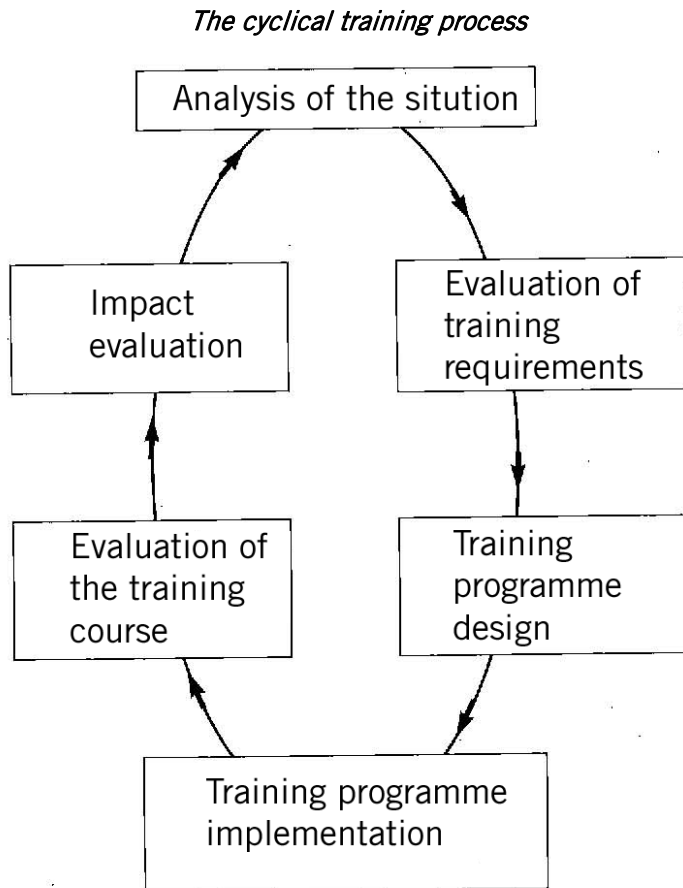 The cyclical training process
Analysis of the sitution
Evaluation of
training
requirements
Training
programme
design
Training programme
implementation
Evaluation of
the training
course
Impact
evaluation